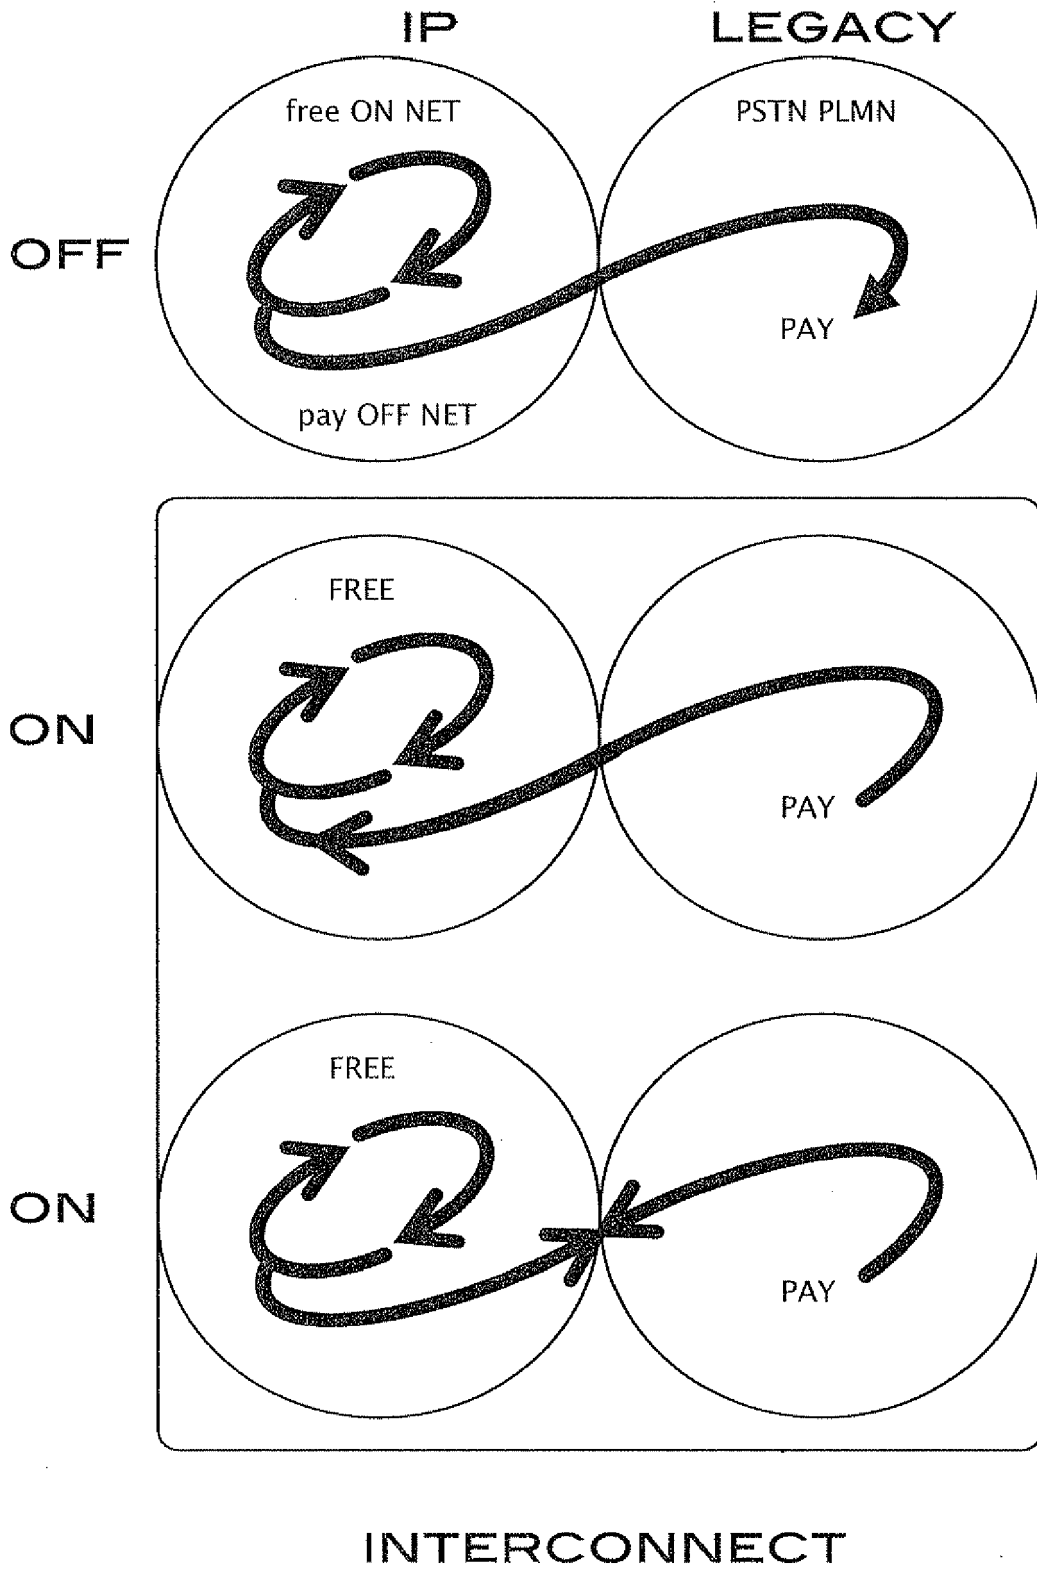 IP LEGACY
free ON NET PSTN PLMN
OFF
PAY
pay OFF NET
FREE
ON
PAY
FREE
ON
PAY
INTERCONNECT